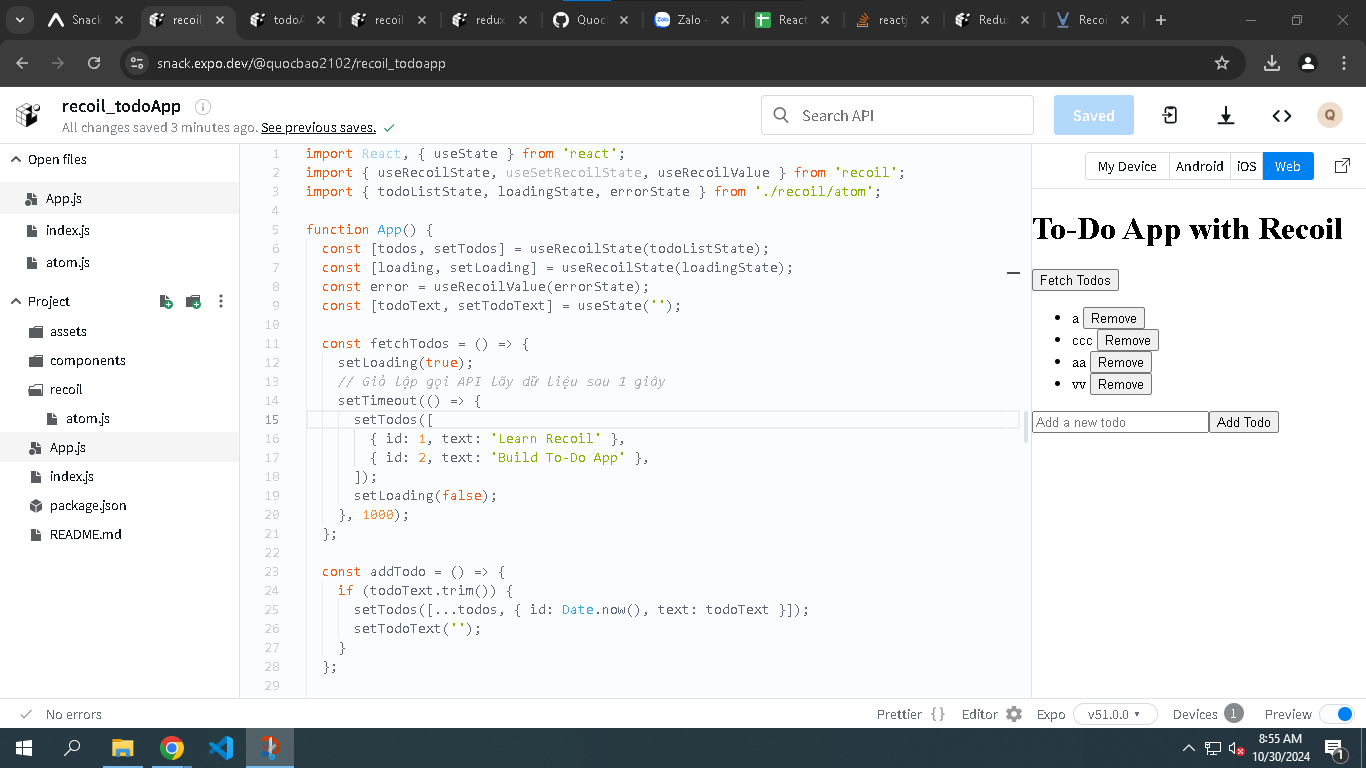 Snack
recoil_
todoA
recoil
redux
Quoc
Zalo -
React
reactj
Redux
Recoi
snack.expo.dev/@quocbao2102/recoil_todoapp
recoil_todoApp
All changes saved 3 minutes ago. See previous saves.
Search API
Saved
Q
Open files
App.js
index.js
atom.js
Project
assets
components
recoil
atom.js
App.js
index.js
package.json
README.md
1 import React, { useState } from 'react';
2 import { useRecoilState, useSetRecoilState, useRecoilValue } from 'recoil';
3 import { todoListState, loadingState, errorState } from './recoil/atom';
4
5 function App() {
6 const [todos, setTodos] = useRecoilState(todoListState);
7 const [loading, setLoading] = useRecoilState(loadingState);
8 const error = useRecoilValue(errorState);
9 const [todoText, setTodoText] = useState('');
10
11 const fetchTodos = () => {
12 setLoading(true);
13 // Giả lập gọi API lấy dữ liệu sau 1 giây
14 setTimeout(() => {
15 setTodos([
16 { id: 1, text: 'Learn Recoil' },
17 { id: 2, text: 'Build To-Do App' },
18 ]);
19 setLoading(false);
20 }, 1000);
21 };
22
23 const addTodo = () => {
24 if (todoText.trim()) {
25 setTodos([...todos, { id: Date.now(), text: todoText }]);
26 setTodoText('');
27 }
28 };
29
My Device Android iOS Web
To-Do App with Recoil
Fetch Todos
a Remove
ccc Remove
aa Remove
vv Remove
Add a new todo Add Todo
No errors
Prettier {} Editor Expo v51.0.0 Devices 1 Preview
8:55 AM
10/30/2024
1